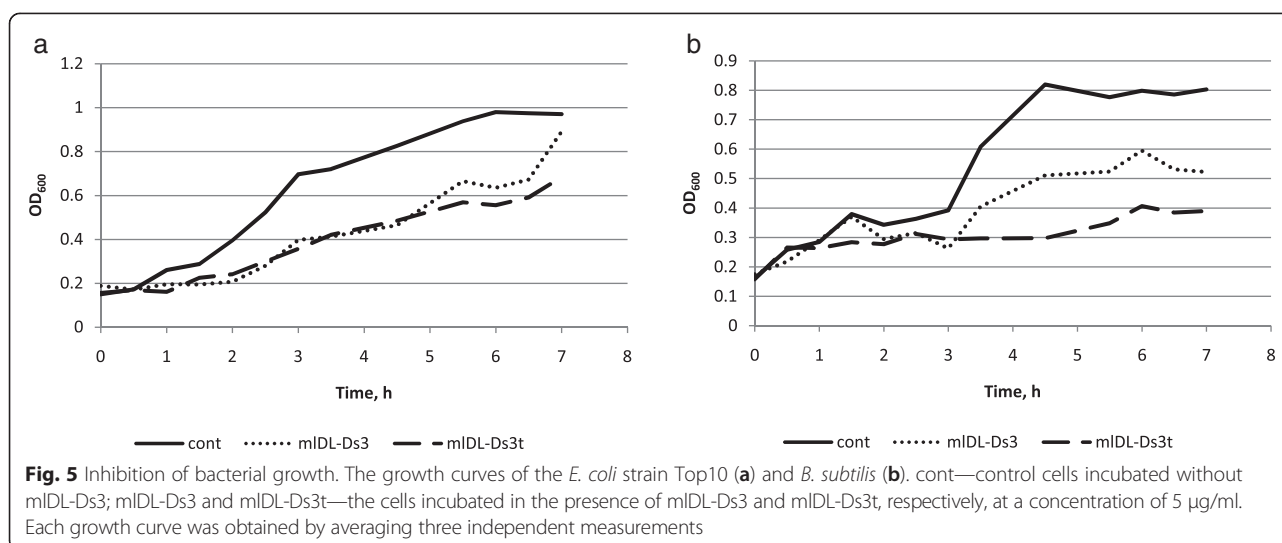 a
1.2
1
0.8
0.6
0.4
0.2
0
OD600
0 1 2 3 4 5 6 7 8
Time, h
cont mlDL-Ds3 mlDL-Ds3t
b
0.9
0.8
0.7
0.6
0.5
0.4
0.3
0.2
0.1
0
OD600
0 1 2 3 4 5 6 7 8
Time, h
cont mlDL-Ds3 mlDL-Ds3t
Fig. 5 Inhibition of bacterial growth. The growth curves of the E. coli strain Top10 (a) and B. subtilis (b). cont—control cells incubated without
mlDL-Ds3; mlDL-Ds3 and mlDL-Ds3t—the cells incubated in the presence of mlDL-Ds3 and mlDL-Ds3t, respectively, at a concentration of 5 μg/ml.
Each growth curve was obtained by averaging three independent measurements